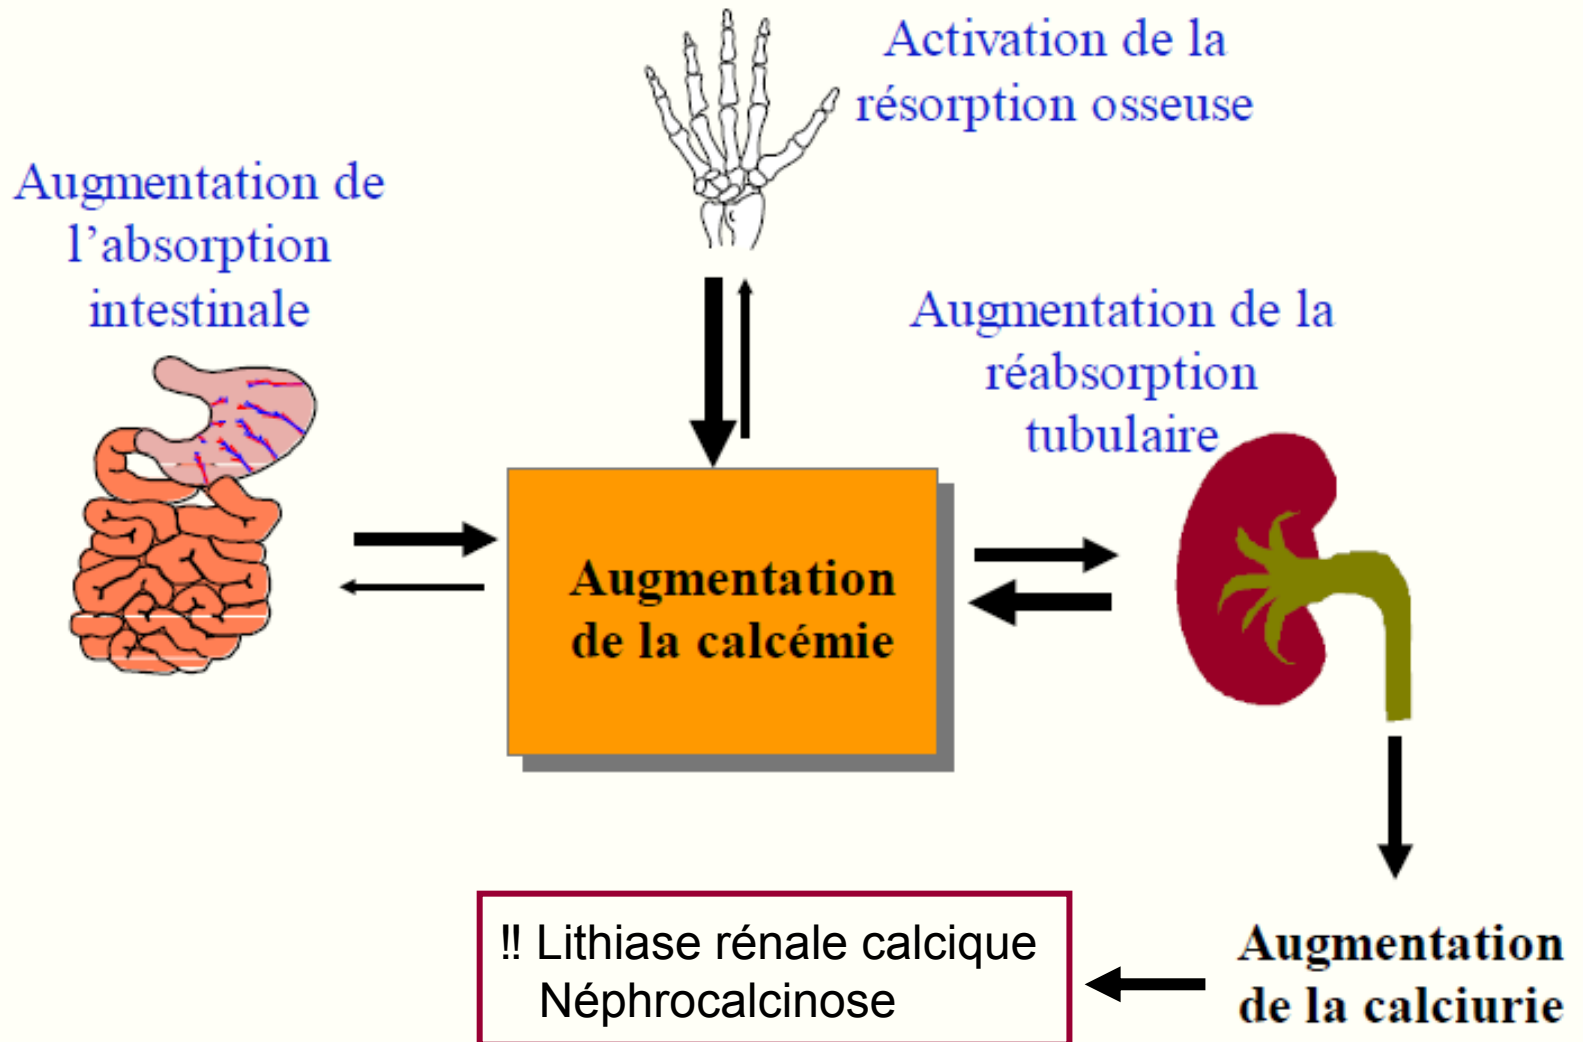 Activation de la
résorption osseuse
Augmentation de
l’absorption
intestinale
Augmentation de la
réabsorption
tubulaire
Augmentation
de la calcémie
!! Lithiase rénale calcique
Néphrocalcinose
Augmentation
de la calciurie